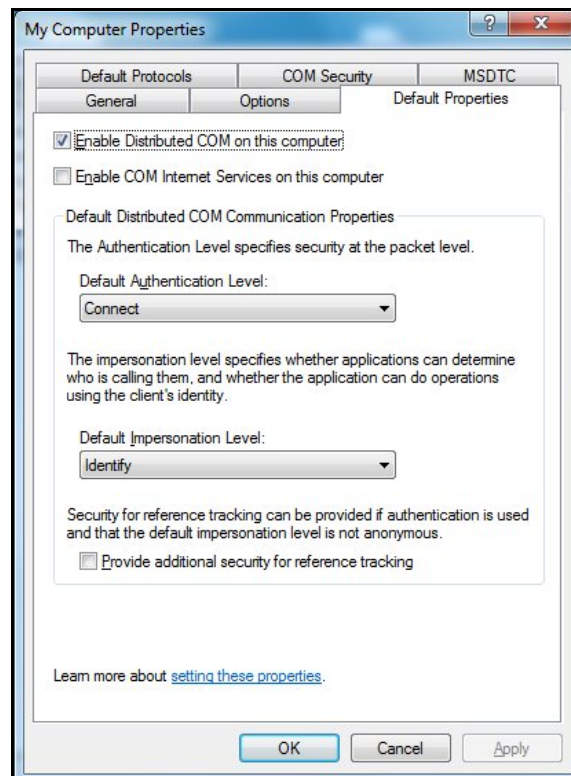 My Computer Properties
Default Protocols COM Security MSDTC
General Options Default Properties
Enable Distributed COM on this computer
Enable COM Internet Services on this computer
Default Distributed COM Communication Properties
The Authentication Level specifies security at the packet level.
Default Authentication Level:
Connect
The impersonation level specifies whether applications can determine
who is calling them, and whether the application can do operations
using the client's identity.
Default Impersonation Level:
Identify
Security for reference tracking can be provided if authentication is used
and that the default impersonation level is not anonymous.
Provide additional security for reference tracking
Learn more about setting these properties.
OK Cancel Apply